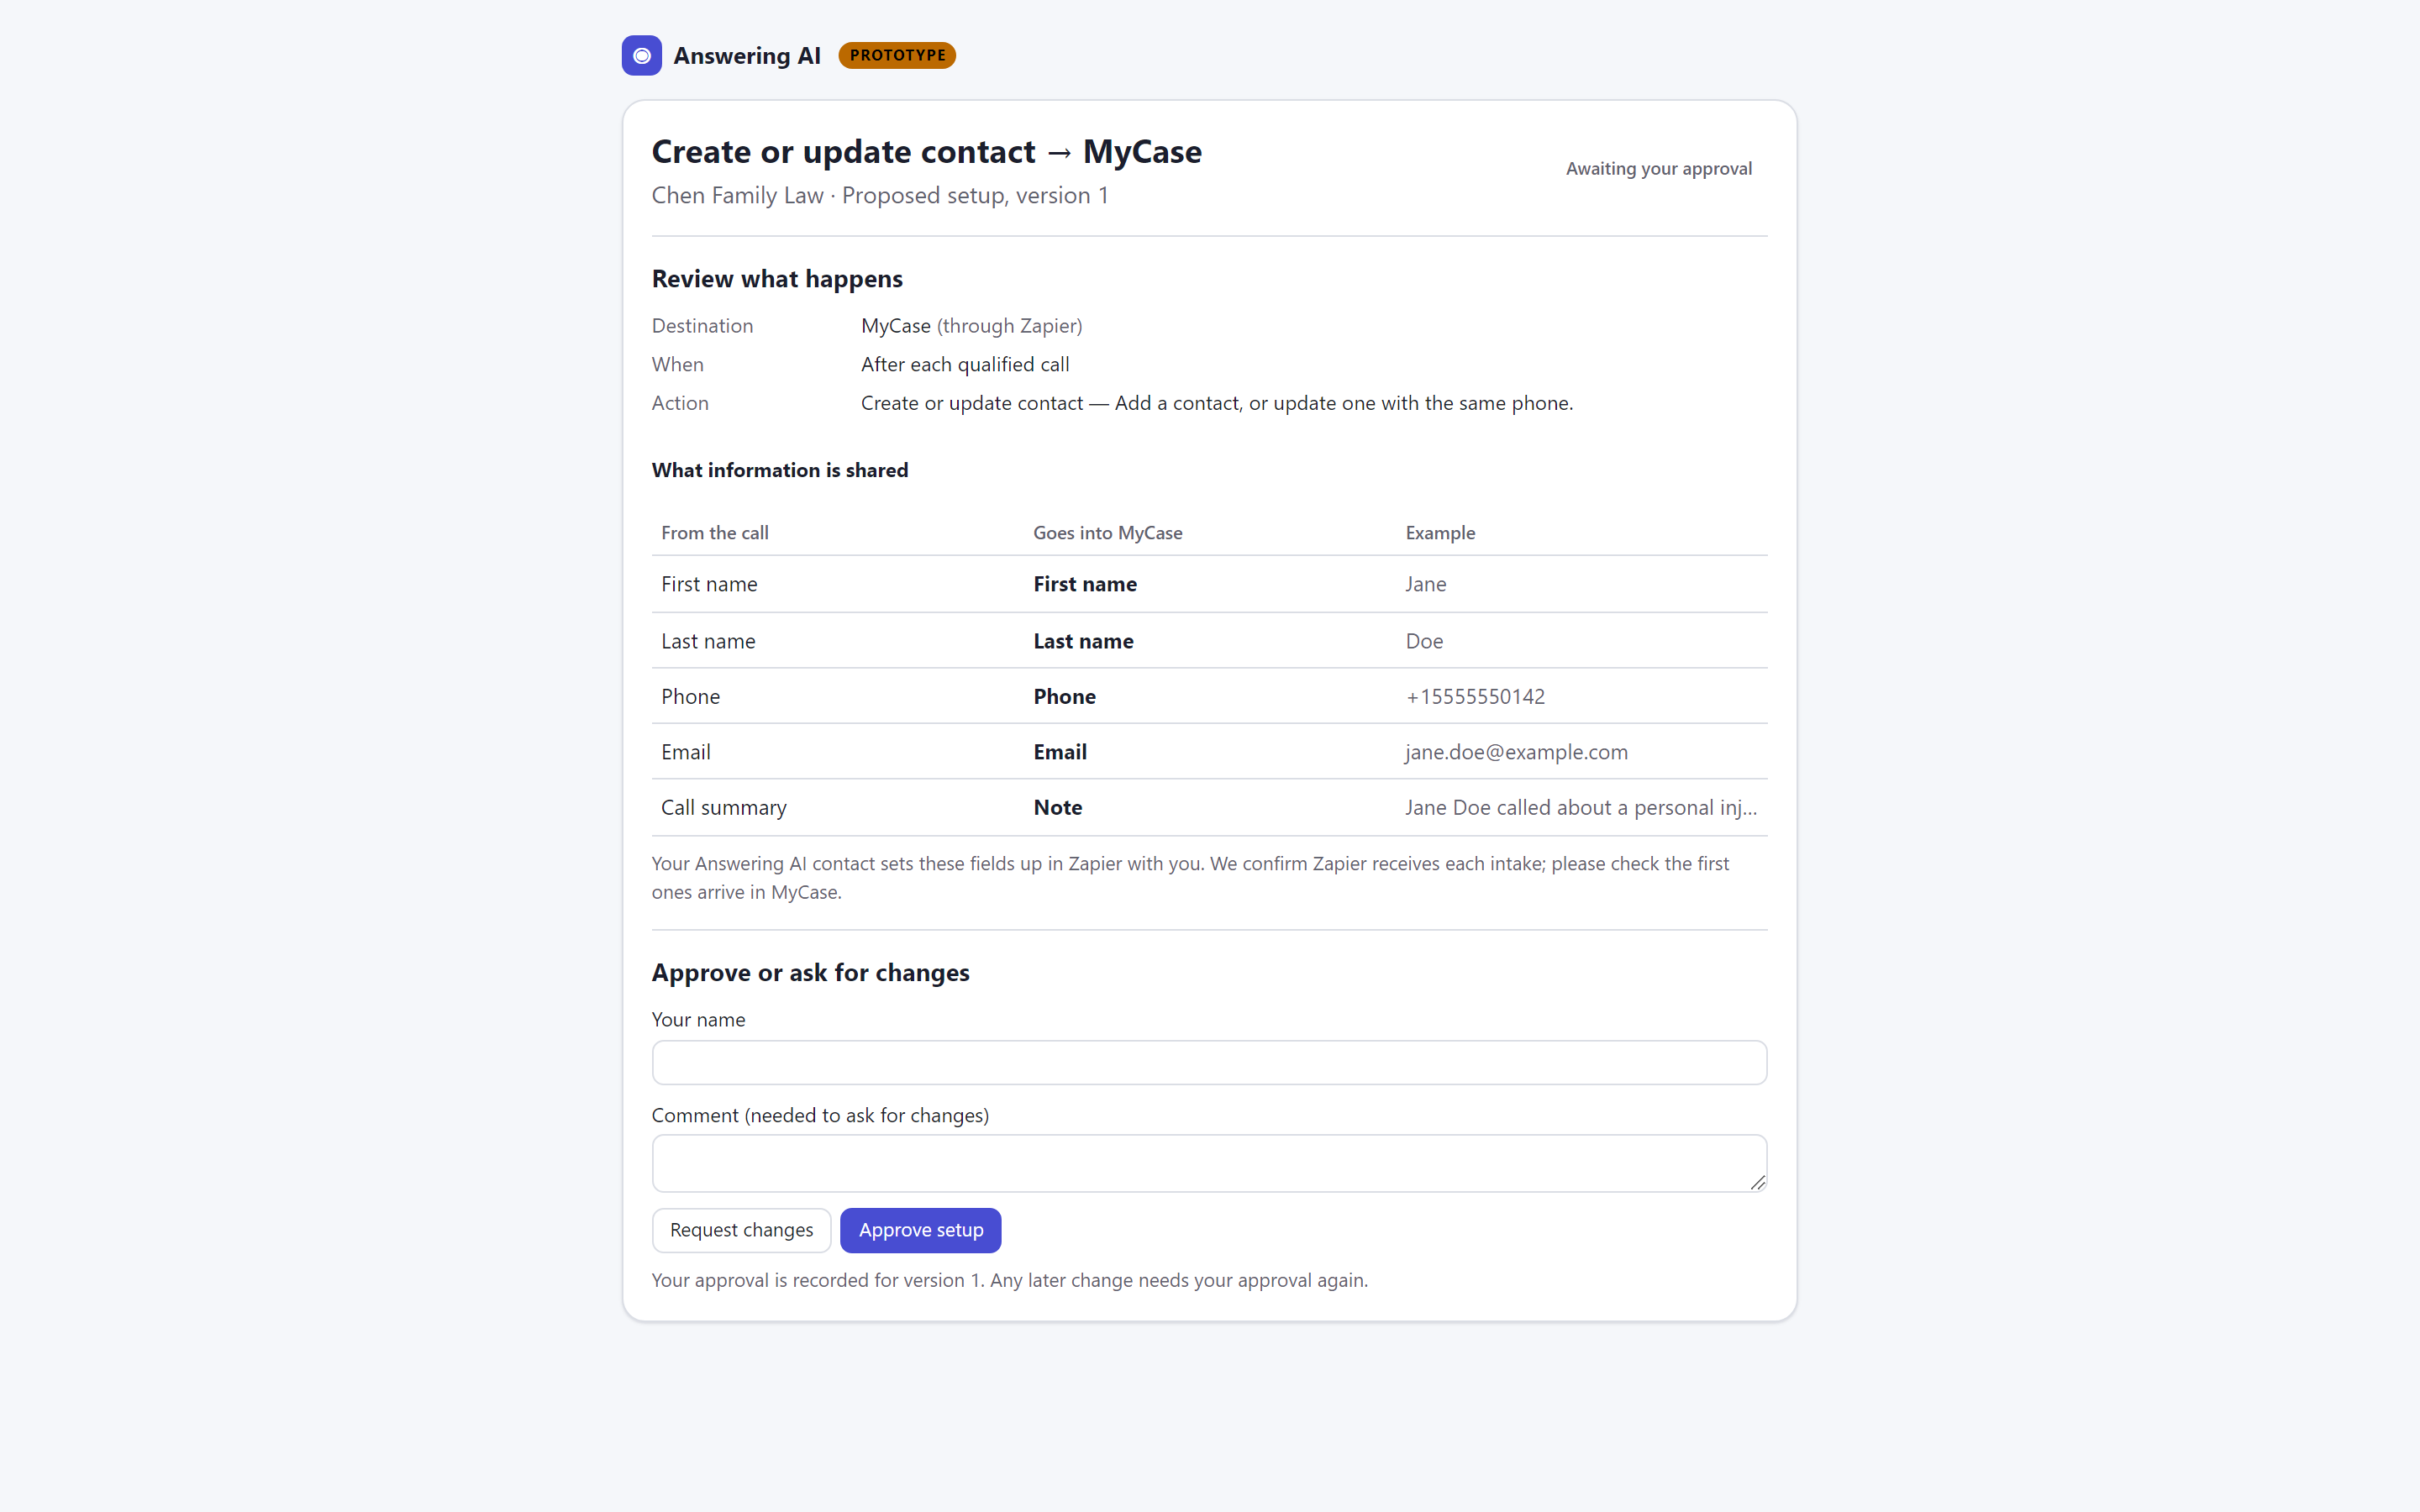 Answering AI PROTOTYPE
Create or update contact → MyCase
Awaiting your approval
Chen Family Law · Proposed setup, version 1
Review what happens
Destination MyCase (through Zapier)
When After each qualified call
Action Create or update contact — Add a contact, or update one with the same phone.
What information is shared
From the call Goes into MyCase Example
First name First name Jane
Last name Last name Doe
Phone Phone +15555550142
Email Email jane.doe@example.com
Call summary Note Jane Doe called about a personal inj...
Your Answering AI contact sets these fields up in Zapier with you. We confirm Zapier receives each intake; please check the first
ones arrive in MyCase.
Approve or ask for changes
Your name
Comment (needed to ask for changes)
Request changes Approve setup
Your approval is recorded for version 1. Any later change needs your approval again.